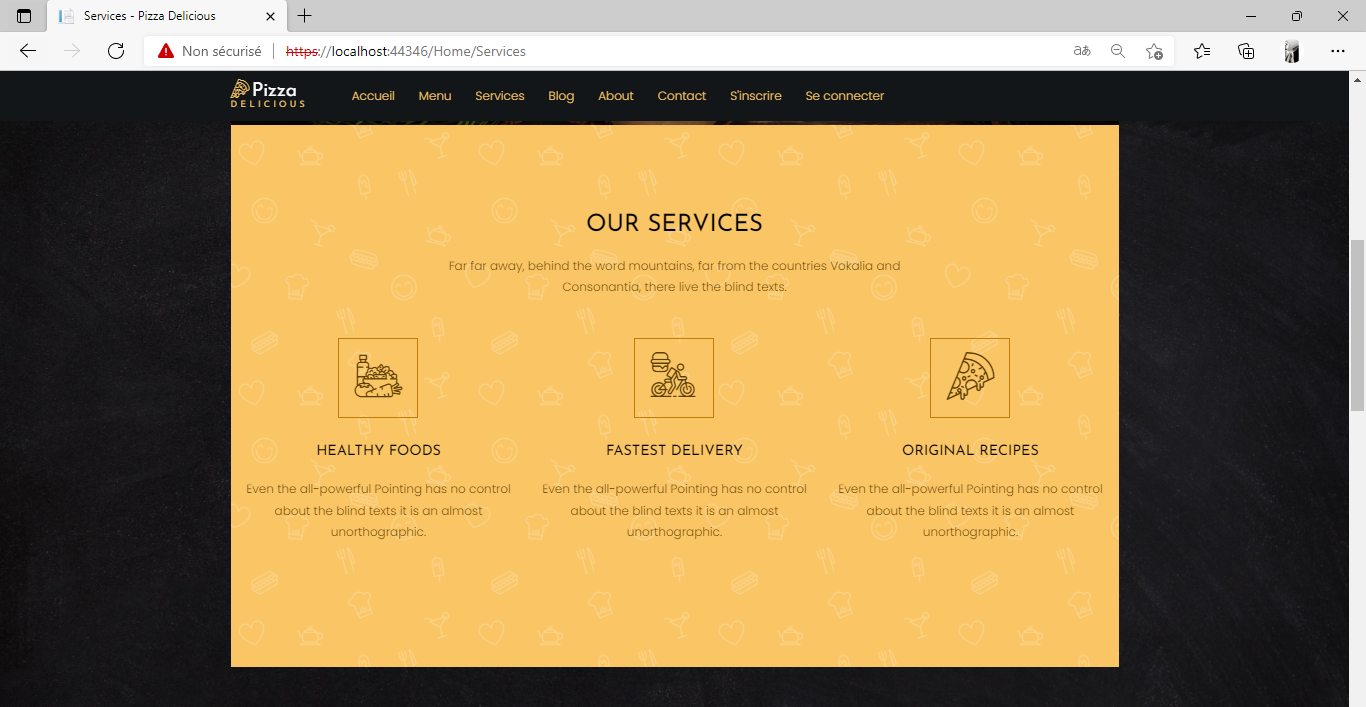 Services - Pizza Delicious
Non sécurisé https://localhost:44346/Home/Services
Pizza
DELICIOUS
Accueil Menu Services Blog About Contact S'inscrire Se connecter
OUR SERVICES
Far far away, behind the word mountains, far from the countries Vokalia and
Consonantia, there live the blind texts.
HEALTHY FOODS
Even the all-powerful Pointing has no control
about the blind texts it is an almost
unorthographic.
FASTEST DELIVERY
Even the all-powerful Pointing has no control
about the blind texts it is an almost
unorthographic.
ORIGINAL RECIPES
Even the all-powerful Pointing has no control
about the blind texts it is an almost
unorthographic.